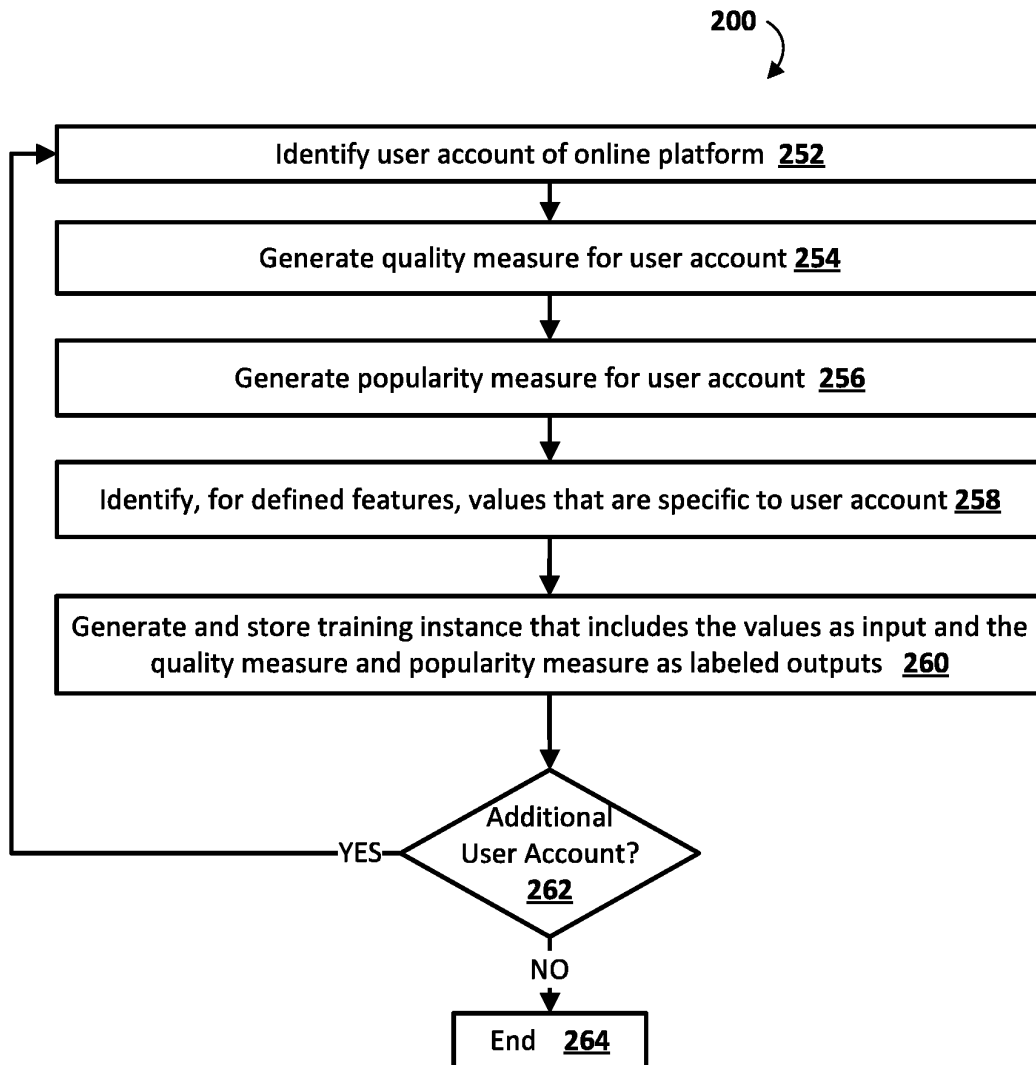 200
Identify user account of online platform 252
Generate quality measure for user account 254
Generate popularity measure for user account 256
Identify, for defined features, values that are specific to user account 258
Generate and store training instance that includes the values as input and the
quality measure and popularity measure as labeled outputs 260
Additional
User Account?
262
YES
NO
End 264